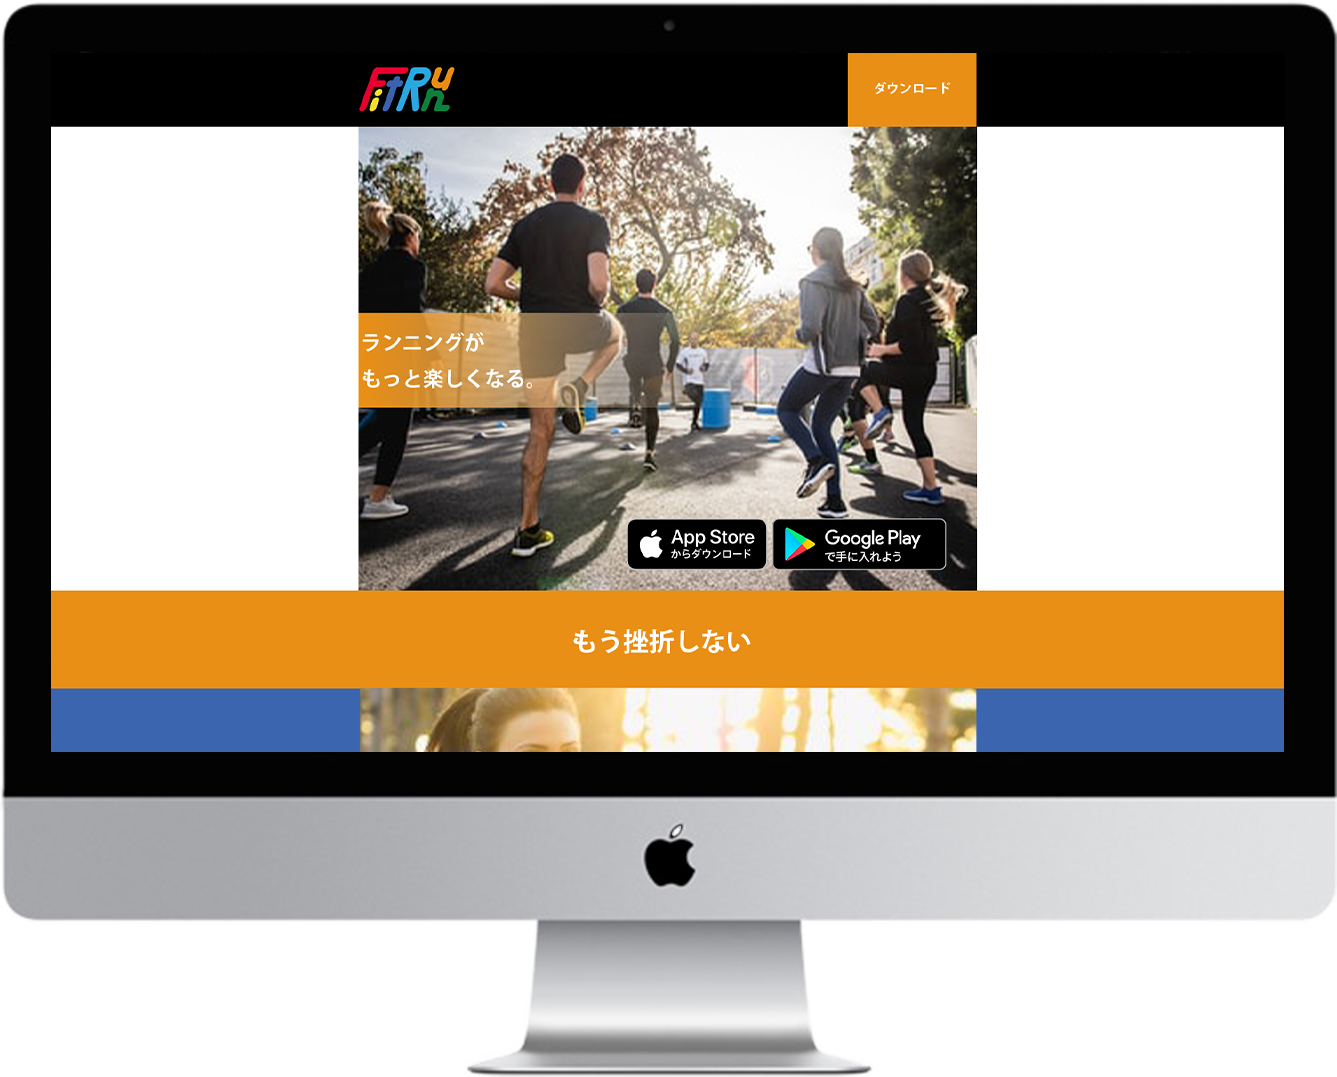 FitRun
ダウンロード
ランニングが
もっと楽しくなる。
App Store
からダウンロード
Google Play
で手に入れよう
もう挫折しない